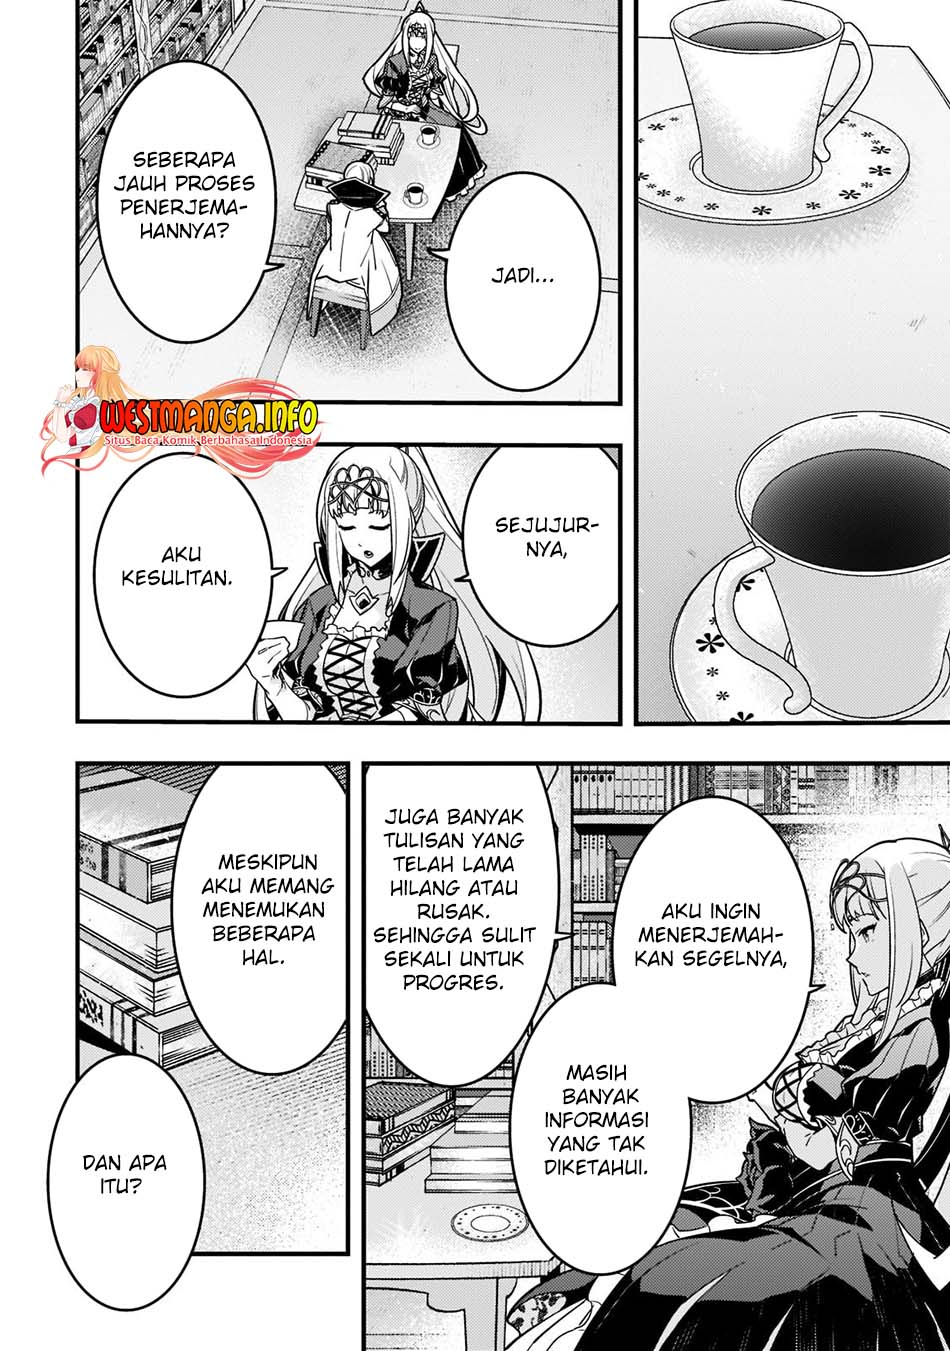 JADI...
SEBERAPA
JAUH PROSES
PENERJEMA-
HANNYA?
WESTMANGA.INFO
Situs Baca Komik Berbahasa Indonesia
SEJUJUR-
NYA,
AKU
KESULITAN.
AKU INGIN
MENERJEMAH-
KAN SEGELNYA,
MASIH
BANYAK
INFORMASI
YANG TAK
DIKETAHUI.
JUGA BANYAK
TULISAN YANG
TELAH LAMA
HILANG ATAU
RUSAK.
SEHINGGA SULIT
SEKALI UNTUK
PROGRES.
MESKIPUN
AKU MEMANG
MENEMUKAN
BEBERAPA
HAL.
DAN APA
ITU?